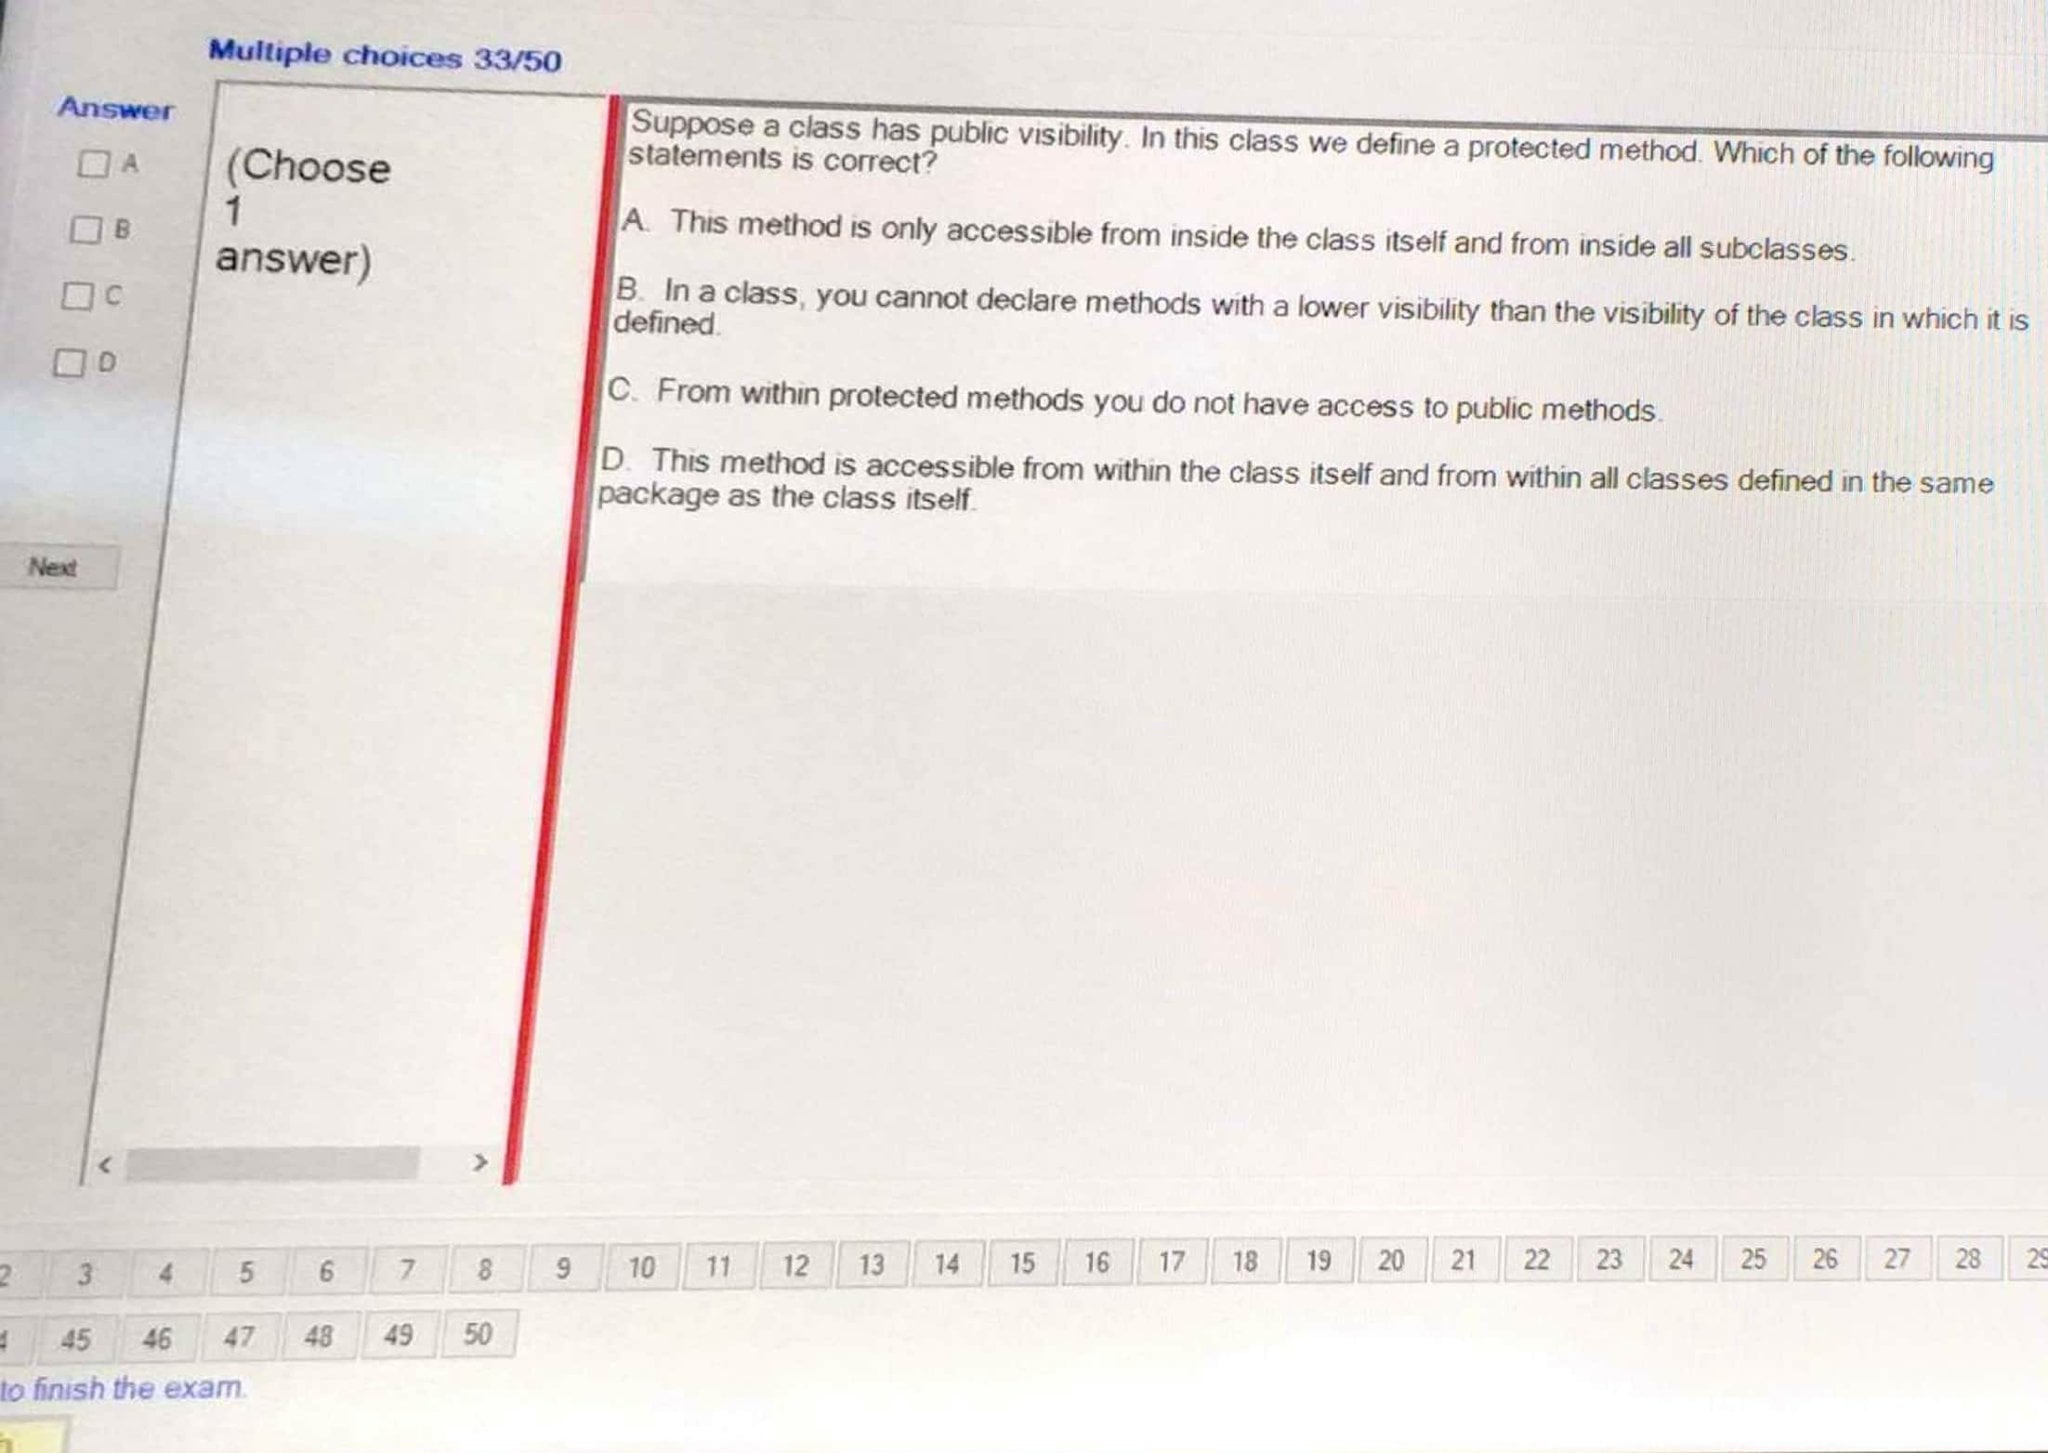 Multiple choices 33/50
Answer
A
B
C
D
Next
(Choose
1
answer)
Suppose a class has public visibility. In this class we define a protected method. Which of the following
statements is correct?
A. This method is only accessible from inside the class itself and from inside all subclasses.
B. In a class, you cannot declare methods with a lower visibility than the visibility of the class in which it is
defined.
C. From within protected methods you do not have access to public methods.
D. This method is accessible from within the class itself and from within all classes defined in the same
package as the class itself.
< >
2 3 4 5 6 7 8 9 10 11 12 13 14 15 16 17 18 19 20 21 22 23 24 25 26 27 28 29
45 46 47 48 49 50
to finish the exam.